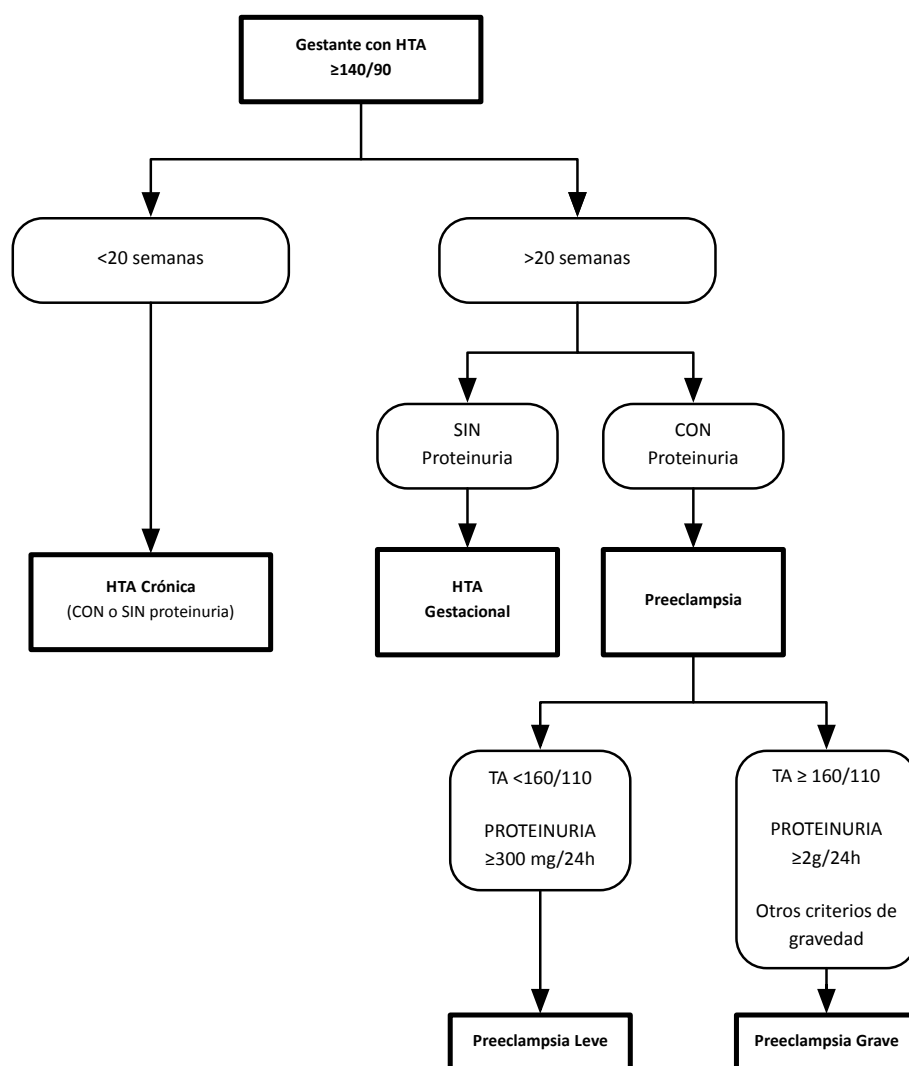 Gestante con HTA
≥140/90
<20 semanas
>20 semanas
SIN
Proteinuria
CON
Proteinuria
HTA Crónica
(CON o SIN proteinuria)
HTA
Gestacional
Preeclampsia
TA <160/110
PROTEINURIA
≥300 mg/24h
TA ≥ 160/110
PROTEINURIA
≥2g/24h
Otros criterios de
gravedad
Preeclampsia Leve
Preeclampsia Grave